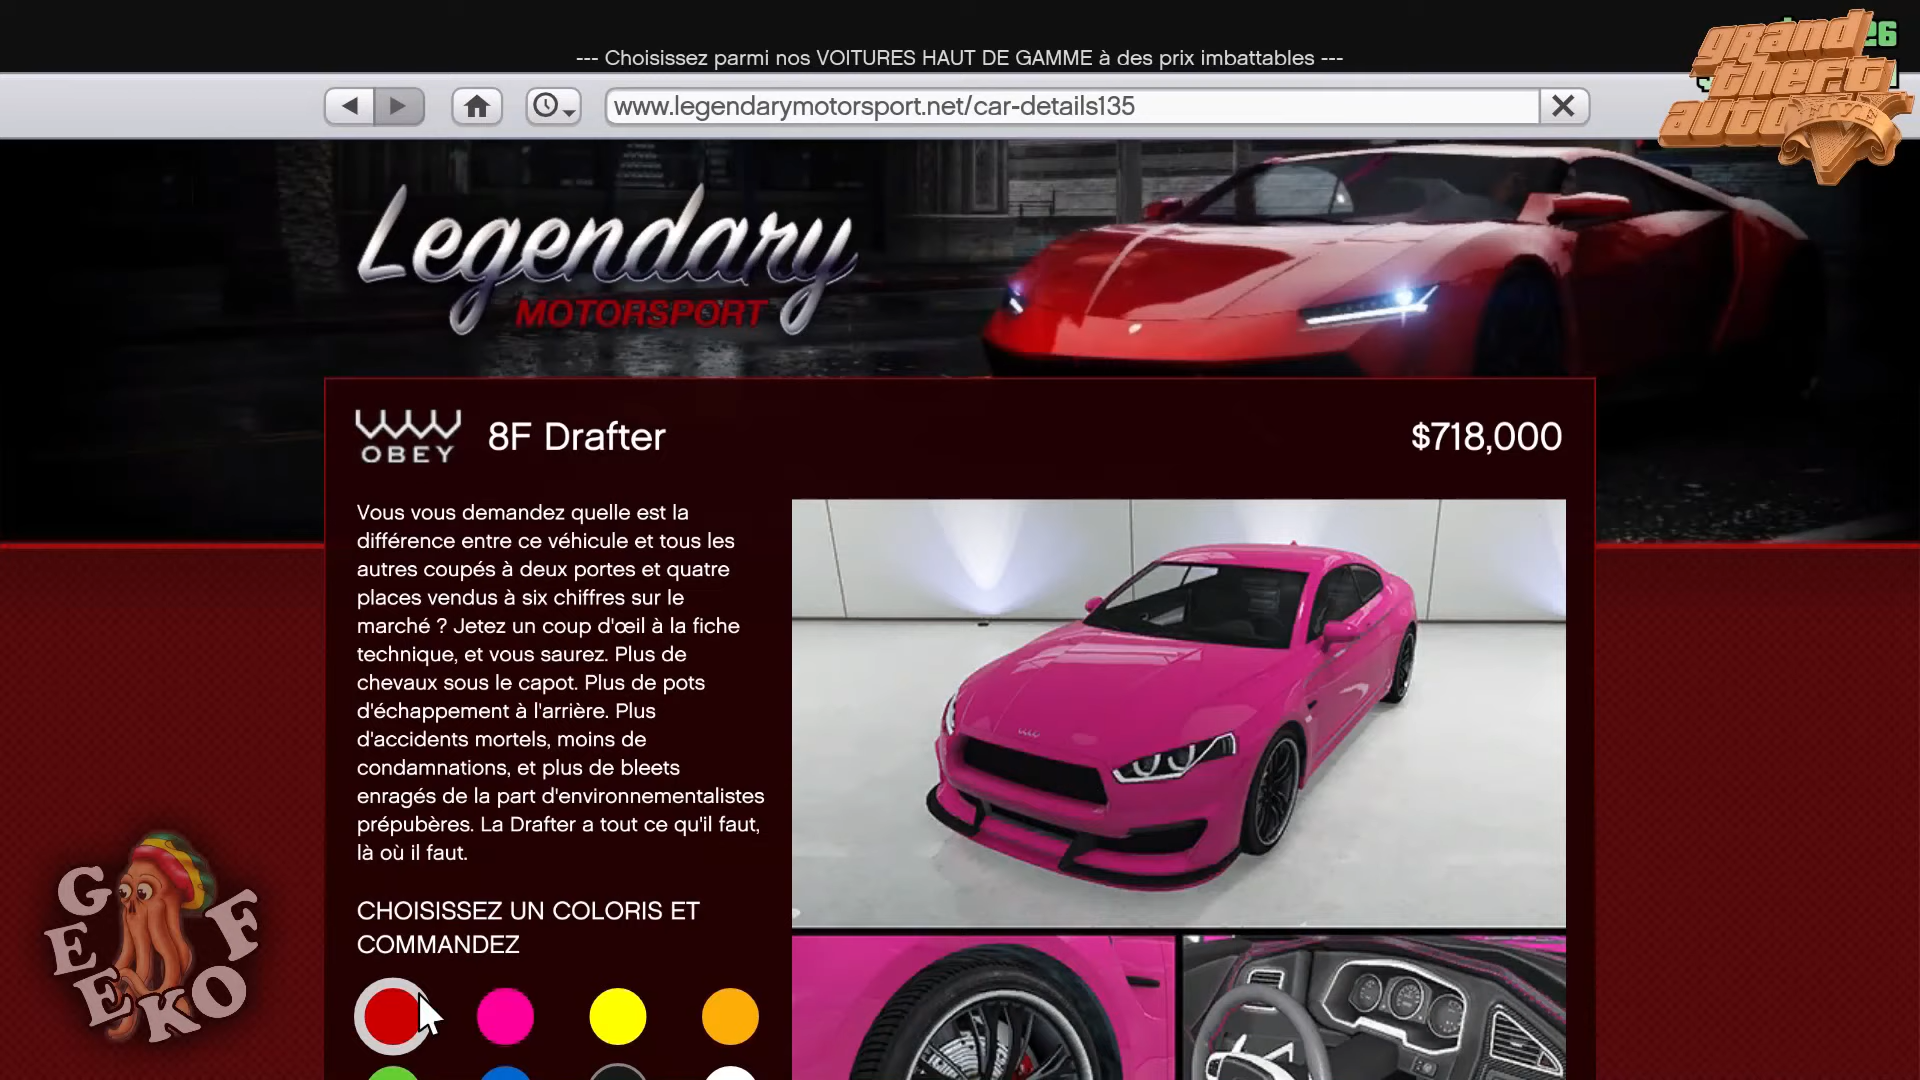 --- Choisissez parmi nos VOITURES HAUT DE GAMME à des prix imbattables ---
26
grand
theft
auto
FIVE
V
www.legendarymotorsport.net/car-details135
Legendary
MOTORSPORT
OBEY
8F Drafter
$718,000
Vous vous demandez quelle est la
différence entre ce véhicule et tous les
autres coupés à deux portes et quatre
places vendus à six chiffres sur le
marché ? Jetez un coup d'œil à la fiche
technique, et vous saurez. Plus de
chevaux sous le capot. Plus de pots
d'échappement à l'arrière. Plus
d'accidents mortels, moins de
condamnations, et plus de bleets
enragés de la part d'environnementalistes
prépubères. La Drafter a tout ce qu'il faut,
là où il faut.
CHOISISSEZ UN COLORIS ET
COMMANDEZ
GEEKOF